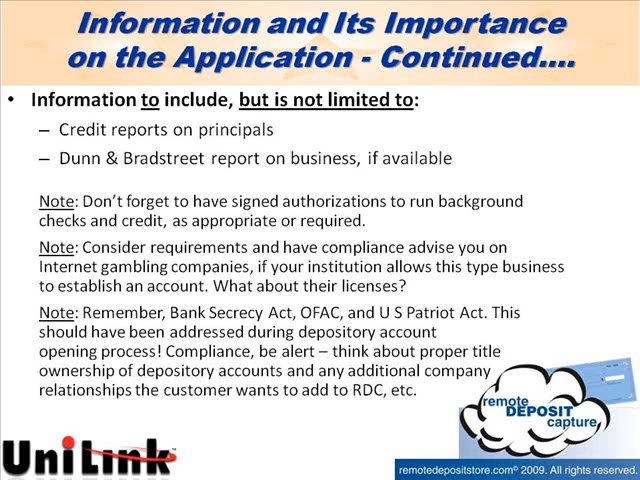 Information and Its Importance
on the Application - Continued....
• Information to include, but is not limited to:
– Credit reports on principals
– Dunn & Bradstreet report on business, if available
Note: Don't forget to have signed authorizations to run background
checks and credit, as appropriate or required.
Note: Consider requirements and have compliance advise you on
Internet gambling companies, if your institution allows this type business
to establish an account. What about their licenses?
Note: Remember, Bank Secrecy Act, OFAC, and U S Patriot Act. This
should have been addressed during depository account
opening process! Compliance, be alert – think about proper title
ownership of depository accounts and any additional company
relationships the customer wants to add to RDC, etc.
remote
DEPOSIT
capture
UniLink
remotedepositstore.com© 2009. All rights reserved.